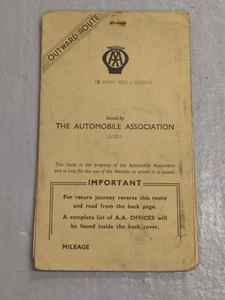 OUTWARD ROUTE
AA
Issued by
THE AUTOMOBILE ASSOCIATION
LONDON
This route is the property of the Automobile Association
and is only for the use of the Member to whom it is issued.
IMPORTANT
For return journey reverse this route
and read from the back page.
A complete list of A.A. OFFICES will
be found inside the back cover.
MILEAGE